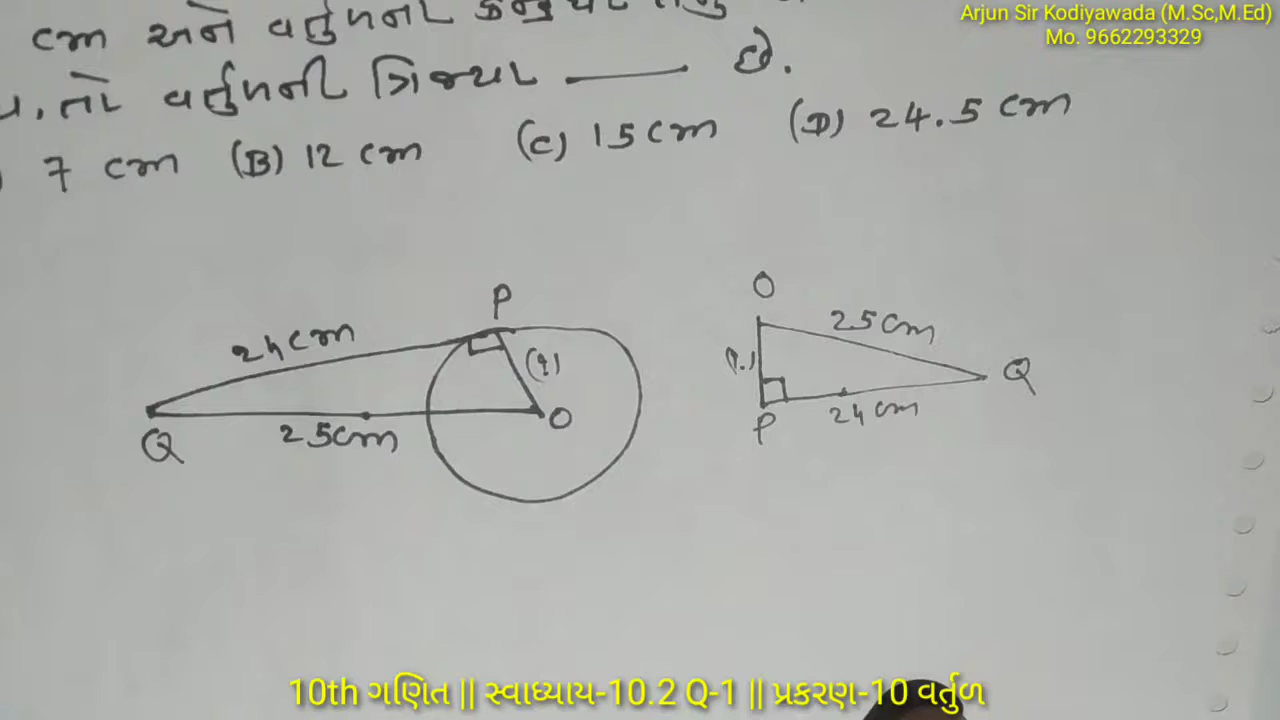 Arjun Sir Kodiyawada (M.Sc,M.Ed)
Mo. 9662293329
cm અને વર્તુળના
, તો વર્તુળની ત્રિજ્યા ——— છે.
7 cm (B) 12 cm (C) 15 cm (D) 24.5 cm
P
24cm
(?)
Q
25cm
O
O
25cm
(?)
Q
P
24cm
10th ગણિત || સ્વાધ્યાય-10.2 Q-1 || પ્રકરણ-10 વર્તુળ